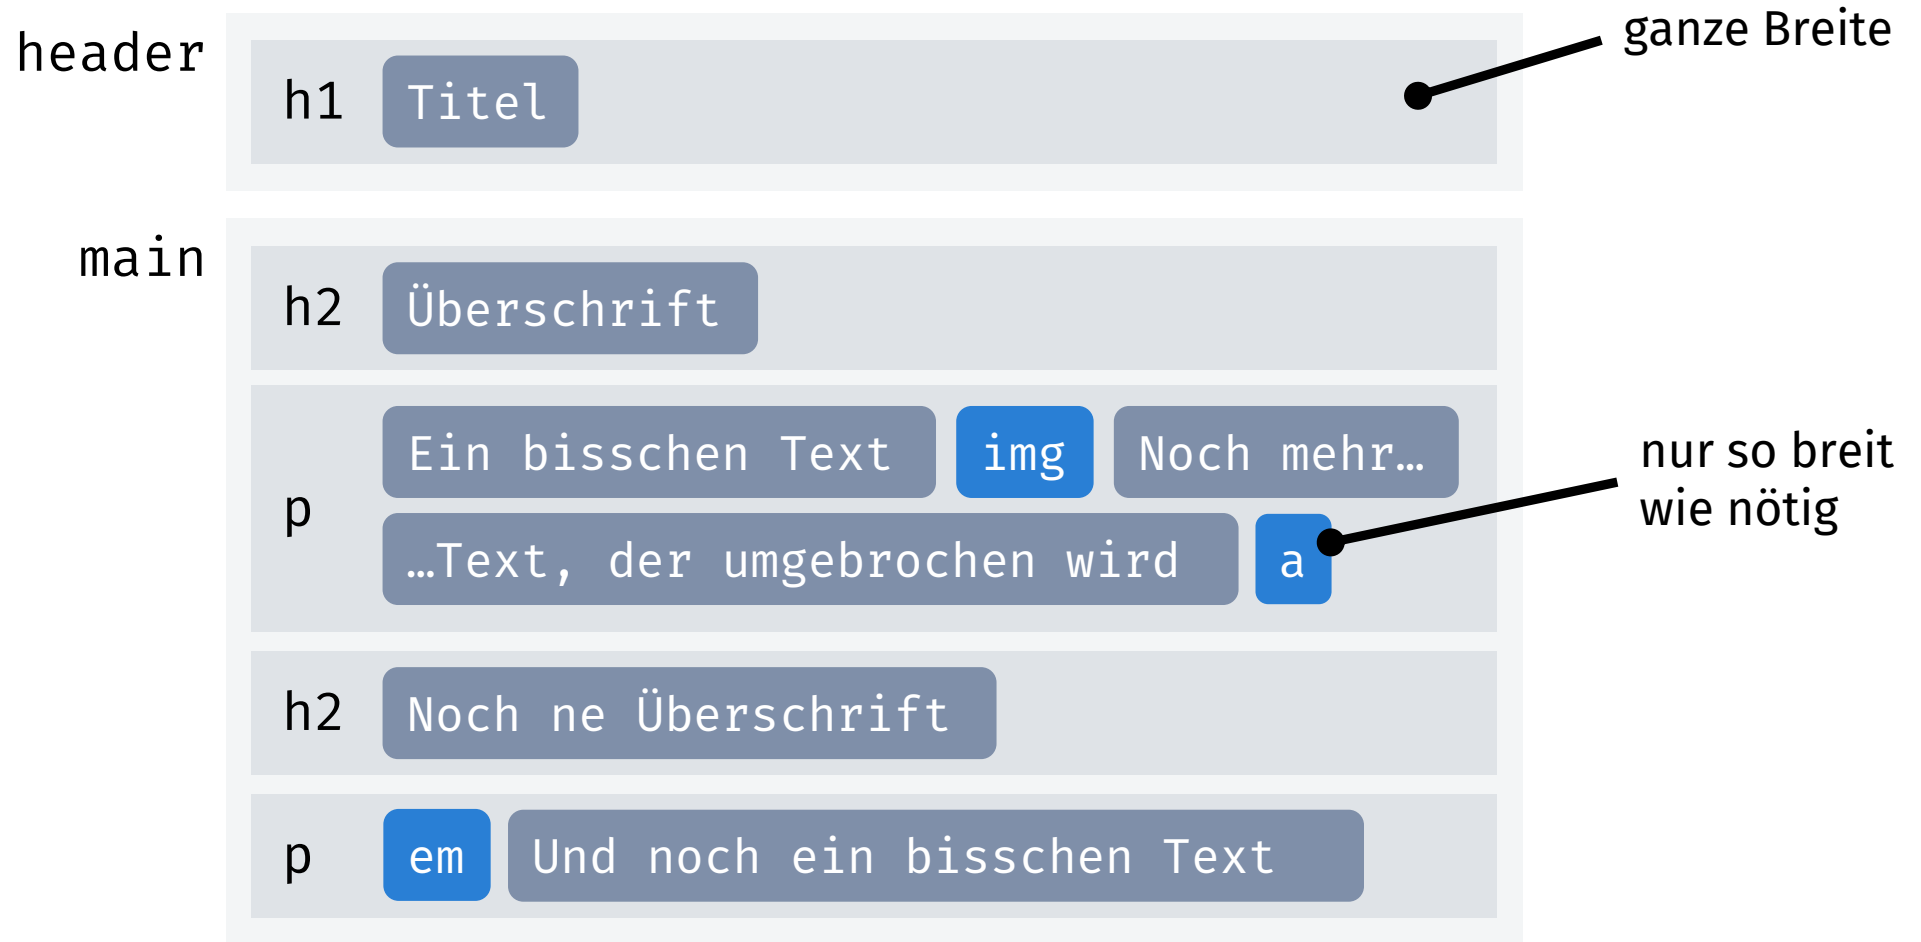 header
h1 Titel
ganze Breite
main
h2 Überschrift
p
Ein bisschen Text img Noch mehr…
…Text, der umgebrochen wird a
nur so breit
wie nötig
h2 Noch ne Überschrift
p em Und noch ein bisschen Text